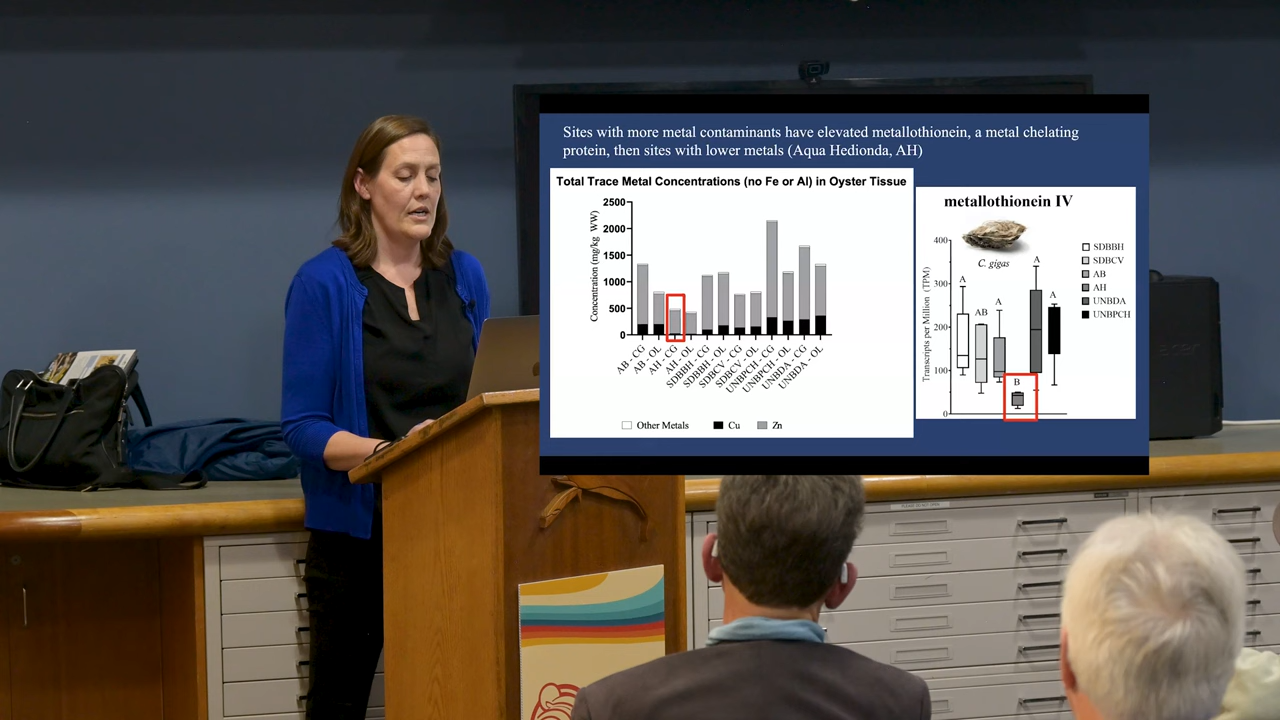 Sites with more metal contaminants have elevated metallothionein, a metal chelating
protein, then sites with lower metals (Aqua Hedionda, AH)
Total Trace Metal Concentrations (no Fe or Al) in Oyster Tissue
Concentration (mg/kg WW)
2500
2000
1500
1000
500
0
AB - CG
AB - OL
AH - CG
AH - OL
SDBBH - CG
SDBBH - OL
SDBCV - CG
SDBCV - OL
UNBPCH - CG
UNBPCH - OL
UNBDA - CG
UNBDA - OL
Other Metals
Cu
Zn
metallothionein IV
C. gigas
Transcripts per Million (TPM)
400
300
200
100
0
A
AB
A
B
A
A
SDBBH
SDBCV
AB
AH
UNBDA
UNBPCH